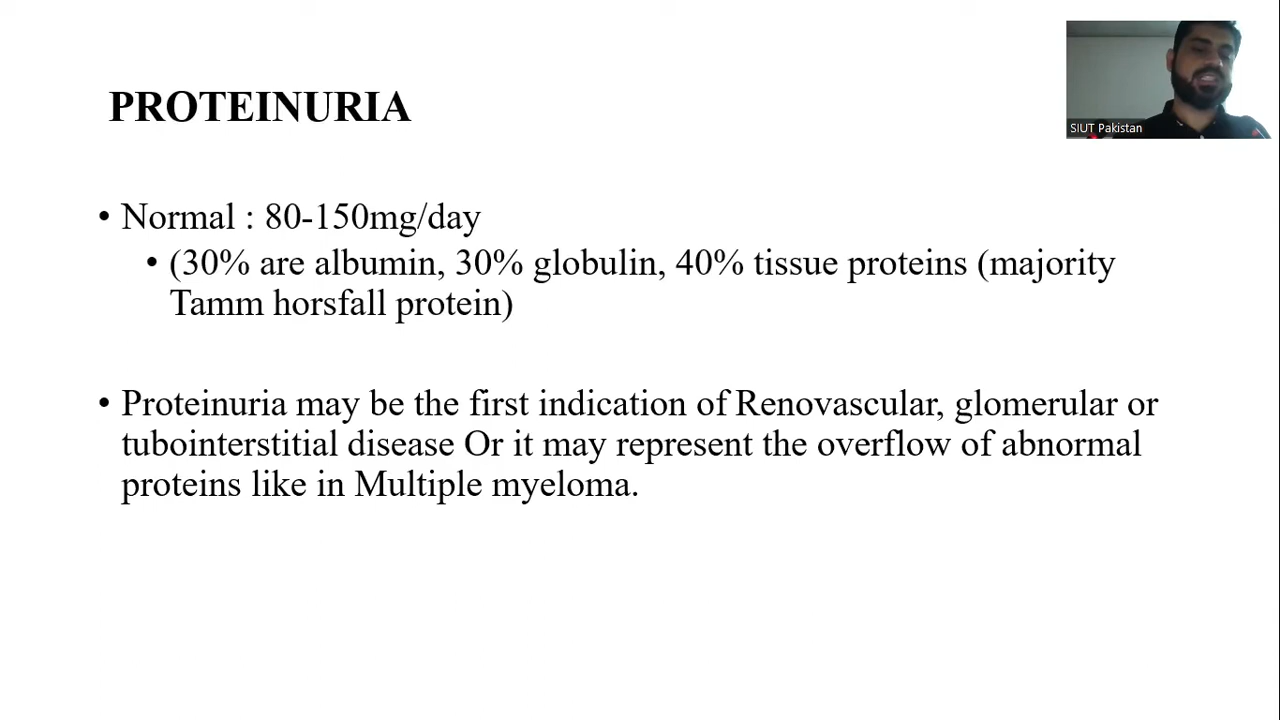 SIUT Pakistan
PROTEINURIA
• Normal : 80-150mg/day
• (30% are albumin, 30% globulin, 40% tissue proteins (majority
Tamm horsfall protein)
• Proteinuria may be the first indication of Renovascular, glomerular or
tubointerstitial disease Or it may represent the overflow of abnormal
proteins like in Multiple myeloma.